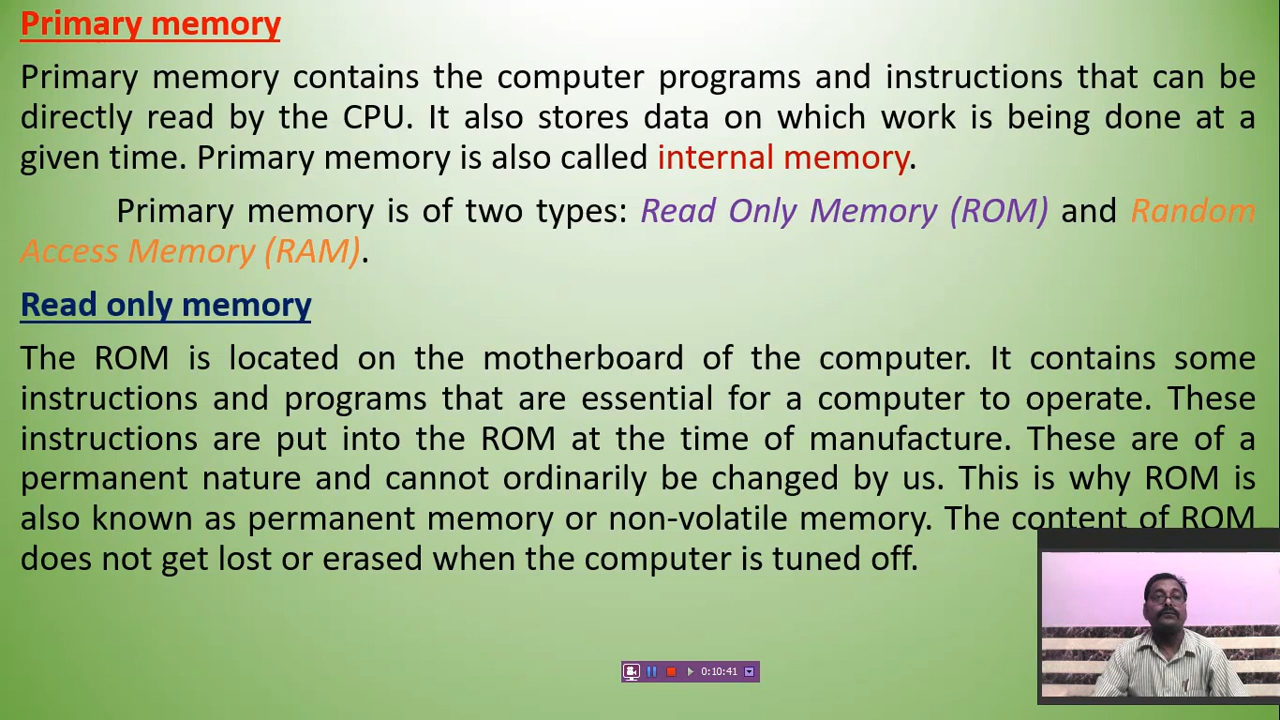 Primary memory
Primary memory contains the computer programs and instructions that can be
directly read by the CPU. It also stores data on which work is being done at a
given time. Primary memory is also called internal memory.
Primary memory is of two types: Read Only Memory (ROM) and Random
Access Memory (RAM).
Read only memory
The ROM is located on the motherboard of the computer. It contains some
instructions and programs that are essential for a computer to operate. These
instructions are put into the ROM at the time of manufacture. These are of a
permanent nature and cannot ordinarily be changed by us. This is why ROM is
also known as permanent memory or non-volatile memory. The content of ROM
does not get lost or erased when the computer is tuned off.
0:10:41